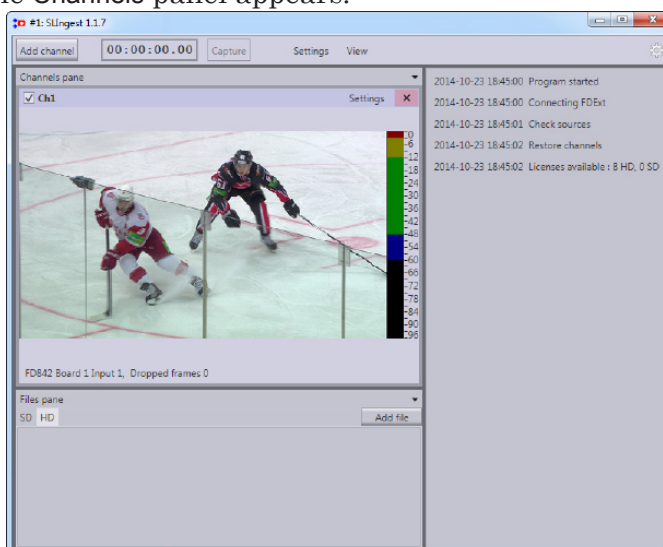 le Channels panel appears.
#1: SLIngest 1.1.7
Add channel 00:00:00.00 Capture Settings View
Channels pane
Ch1 Settings X
0
-6
-12
-18
-24
-30
-36
-42
-48
-54
-60
-66
-72
-78
-84
-90
-96
FD842 Board 1 Input 1, Dropped frames 0
Files pane
SD HD Add file
2014-10-23 18:45:00 Program started
2014-10-23 18:45:00 Connecting FDExt
2014-10-23 18:45:01 Check sources
2014-10-23 18:45:02 Restore channels
2014-10-23 18:45:02 Licenses available : 8 HD, 0 SD